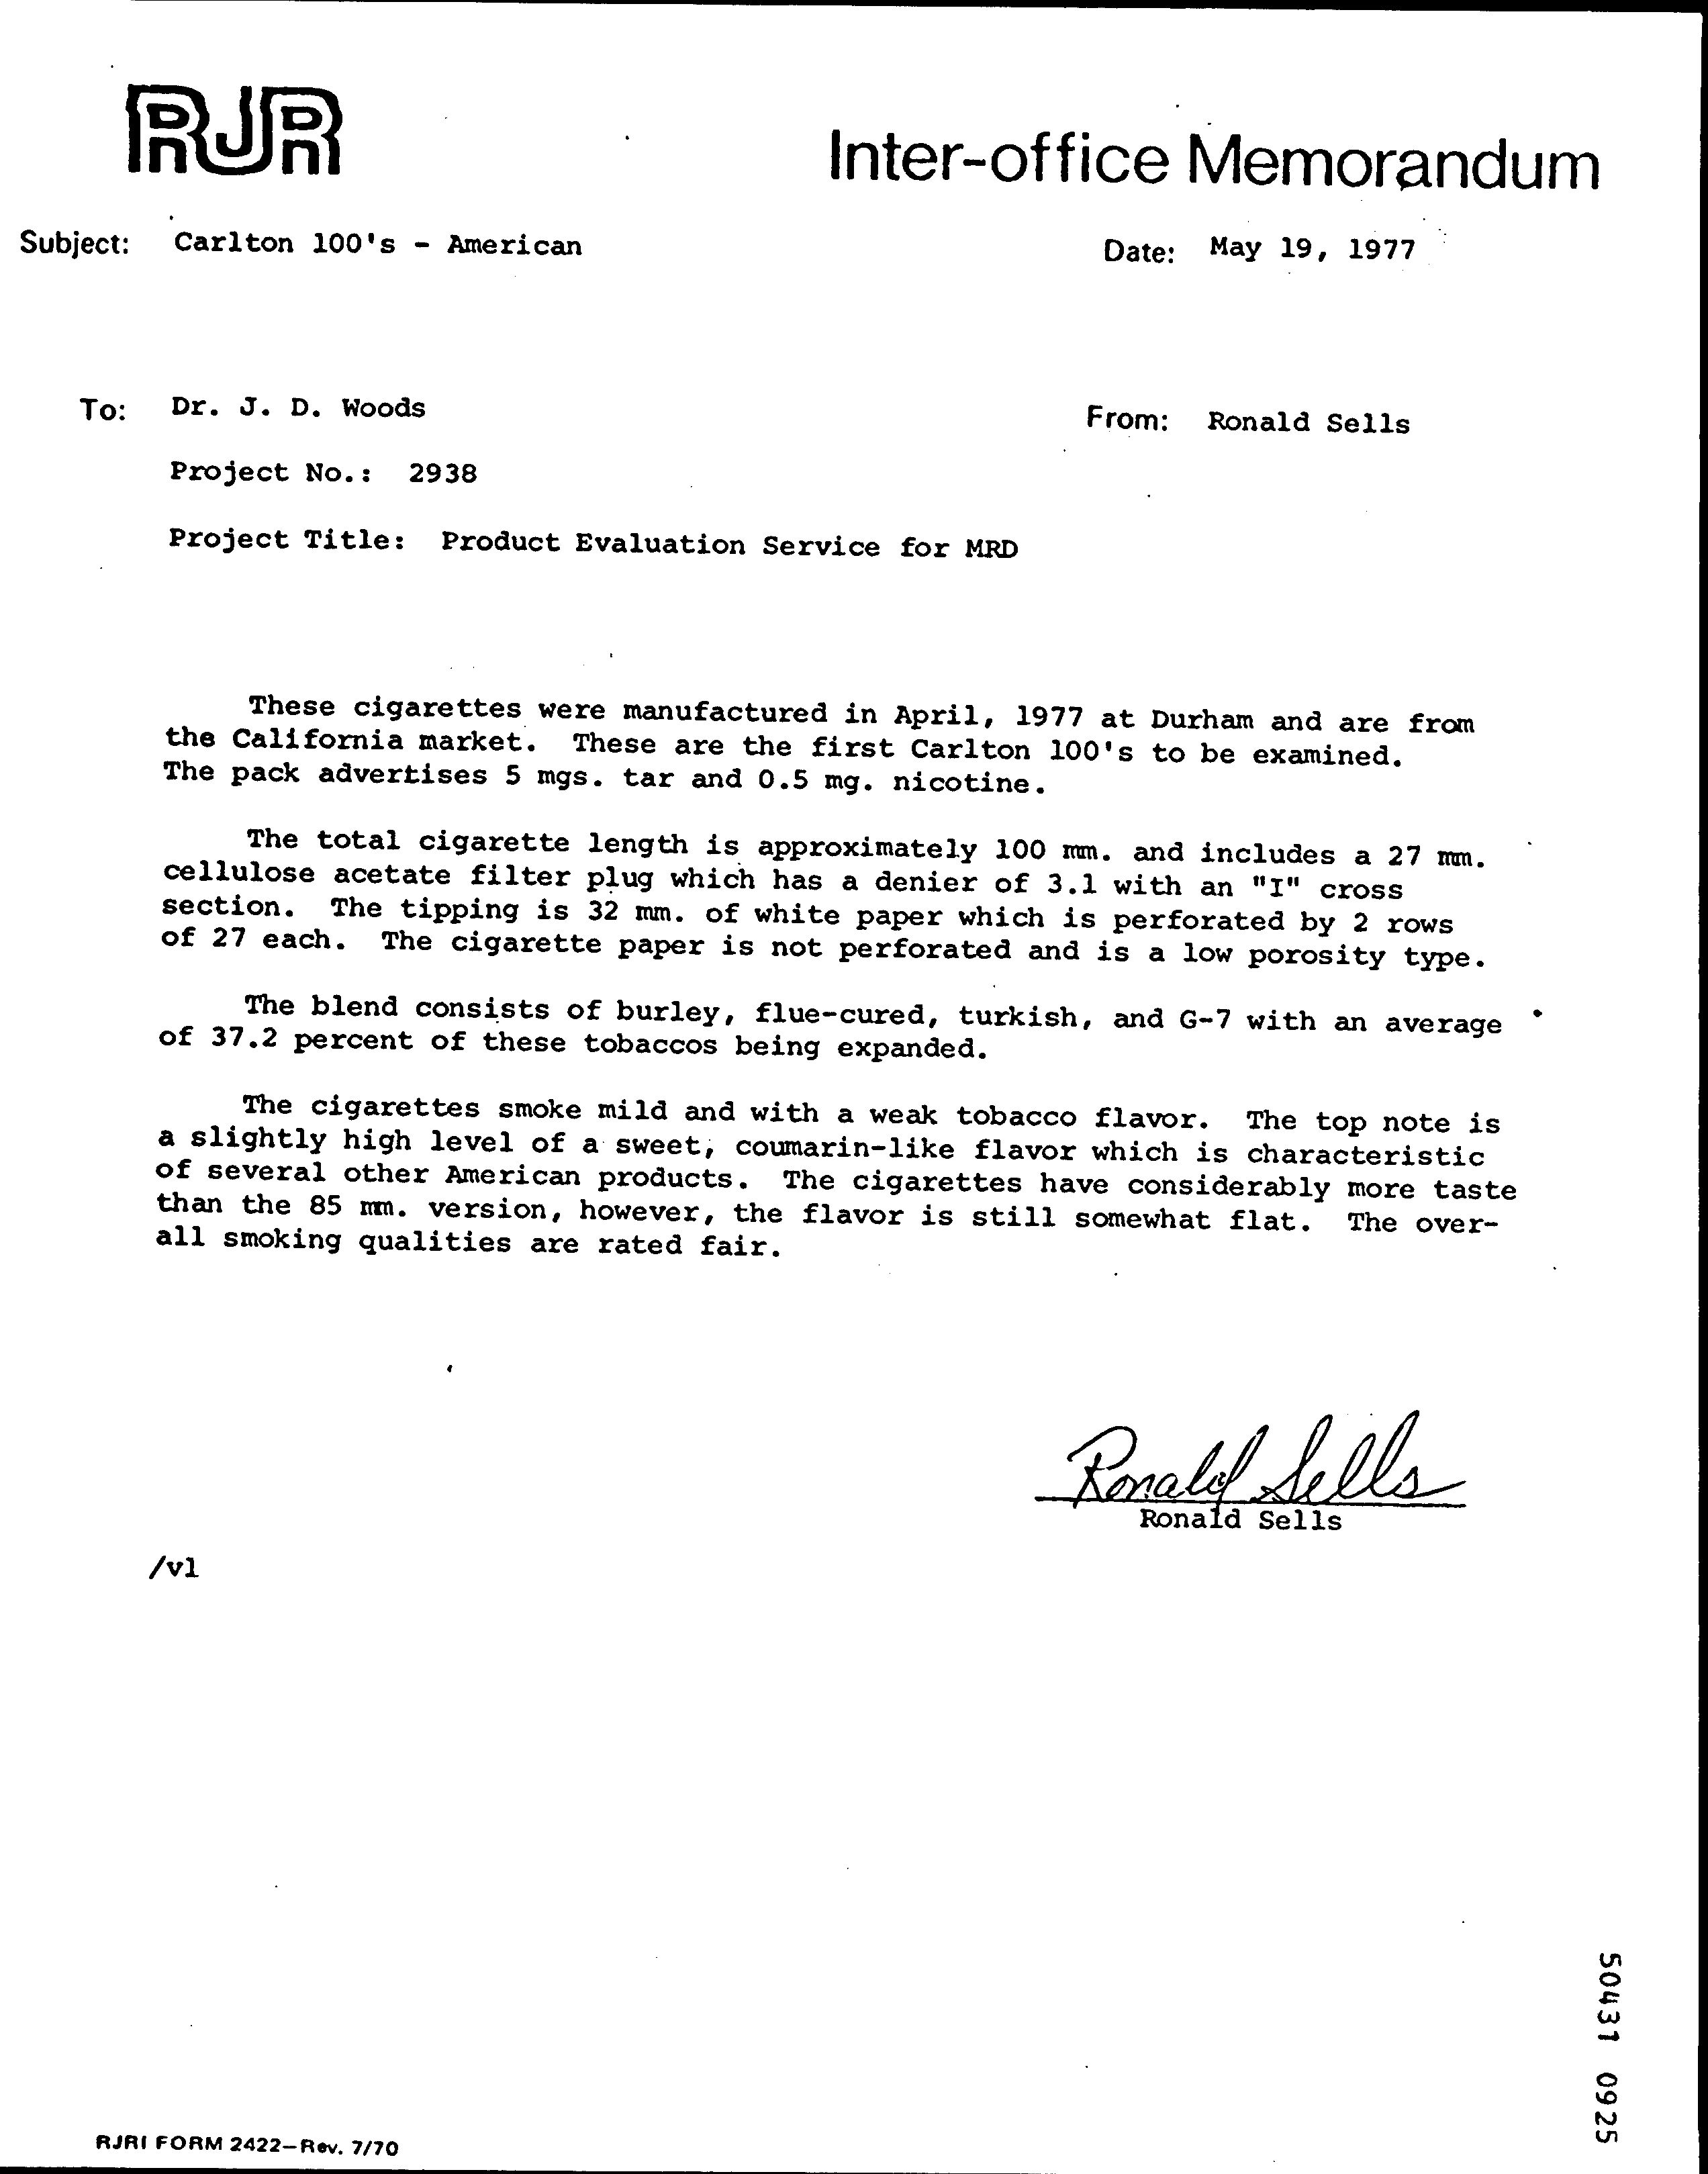 RJR
Inter-office Memorandum
Subject: Carlton 100's - American
Date: May 19, 1977
To: Dr. J. D. Woods
From: Ronald Sells
Project No.: 2938
Project Title: Product Evaluation Service for MRD
These cigarettes were manufactured in April, 1977 at Durham and are from
the California market. These are the first Carlton 100's to be examined.
The pack advertises 5 mgs. tar and 0.5 mg. nicotine.
The total cigarette length is approximately 100 mm. and includes a 27 mm.
cellulose acetate filter plug which has a denier of 3.1 with an "I" cross
section. The tipping is 32 mm. of white paper which is perforated by 2 rows
of 27 each. The cigarette paper is not perforated and is a low porosity type.
The blend consists of burley, flue-cured, turkish, and G-7 with an average
of 37.2 percent of these tobaccos being expanded.
The cigarettes smoke mild and with a weak tobacco flavor. The top note is
a slightly high level of a sweet, coumarin-like flavor which is characteristic
of several other American products. The cigarettes have considerably more taste
than the 85 mm. version, however, the flavor is still somewhat flat. The over-
all smoking qualities are rated fair.
Ronald Sells
Ronald Sells
/vl
50431 0925
RJRI FORM 2422-Rev. 7/70